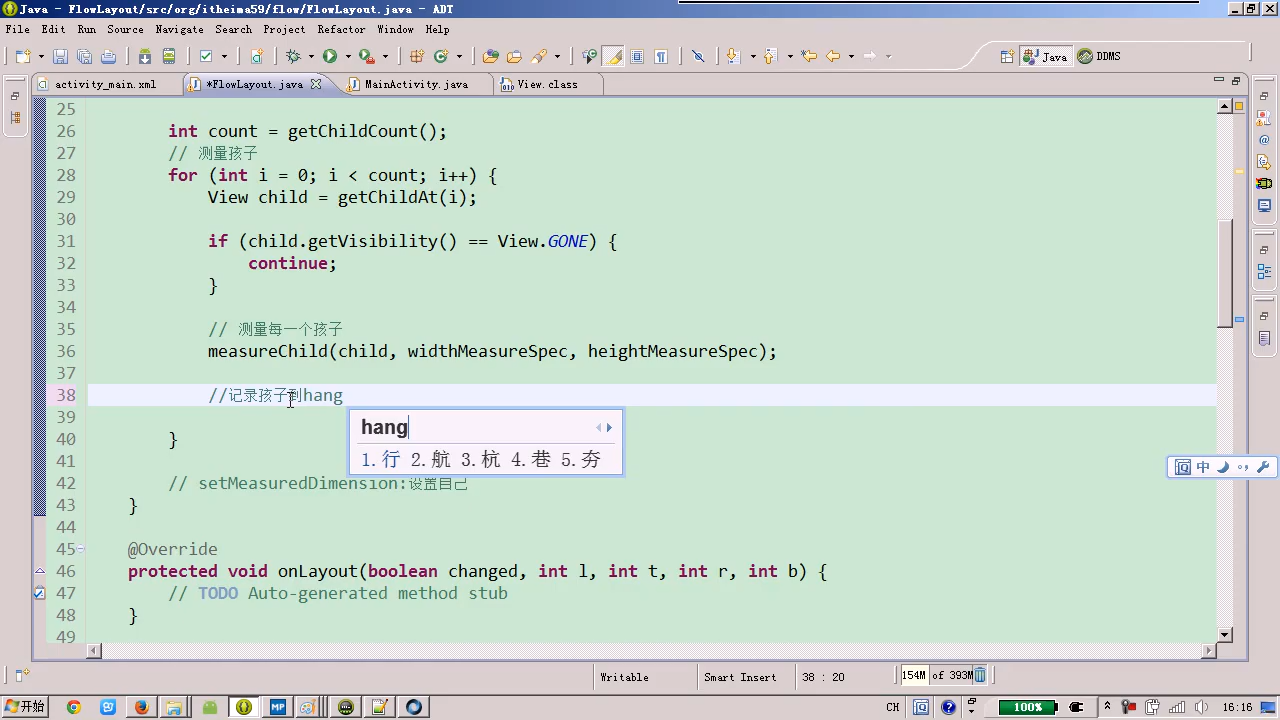 Java - FlowLayout/src/org/itheima59/flow/FlowLayout.java - ADT
File Edit Run Source Navigate Search Project Refactor Window Help
Java DDMS
activity_main.xml *FlowLayout.java MainActivity.java View.class
25
26 int count = getChildCount();
27 // 测量孩子
28 for (int i = 0; i < count; i++) {
29 View child = getChildAt(i);
30
31 if (child.getVisibility() == View.GONE) {
32 continue;
33 }
34
35 // 测量每一个孩子
36 measureChild(child, widthMeasureSpec, heightMeasureSpec);
37
38 //记录孩子到hang
39
hang
40 }
1.行 2.航 3.杭 4.巷 5.夯
41
中
42 // setMeasuredDimension:设置自己
43 }
44
45 @Override
46 protected void onLayout(boolean changed, int l, int t, int r, int b) {
47 // TODO Auto-generated method stub
48 }
49
Writable Smart Insert 38 : 20 154M of 393M
开始 MP CH 100% 16:16